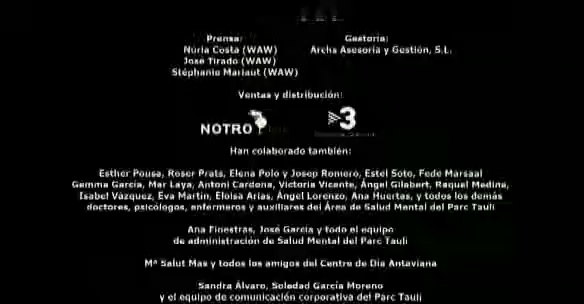 Prensa:
Núria Costa (WAW)
José Tirado (WAW)
Stéphanie Mariaut (WAW)
Gestoría:
Archs Asesoría y Gestión, S.L.
Ventas y distribución:
NOTRO
3
Han colaborado también:
Esther Pousa, Roser Prats, Elena Polo y Josep Romero, Estel Soto, Fede Marsaal
Gemma García, Mar Laya, Antoni Cardona, Victoria Vicente, Ángel Gilabert, Raquel Medina,
Isabel Vázquez, Eva Martín, Eloísa Arias, Ángel Lorenzo, Ana Huertas, y todos los demás
doctores, psicólogos, enfermeros y auxiliares del Área de Salud Mental del Parc Taulí
Ana Finestras, José García y todo el equipo
de administración de Salud Mental del Parc Taulí
Mª Salut Mas y todos los amigos del Centre de Dia Antaviana
Sandra Álvaro, Soledad García Moreno
y el equipo de comunicación corporativa del Parc Taulí